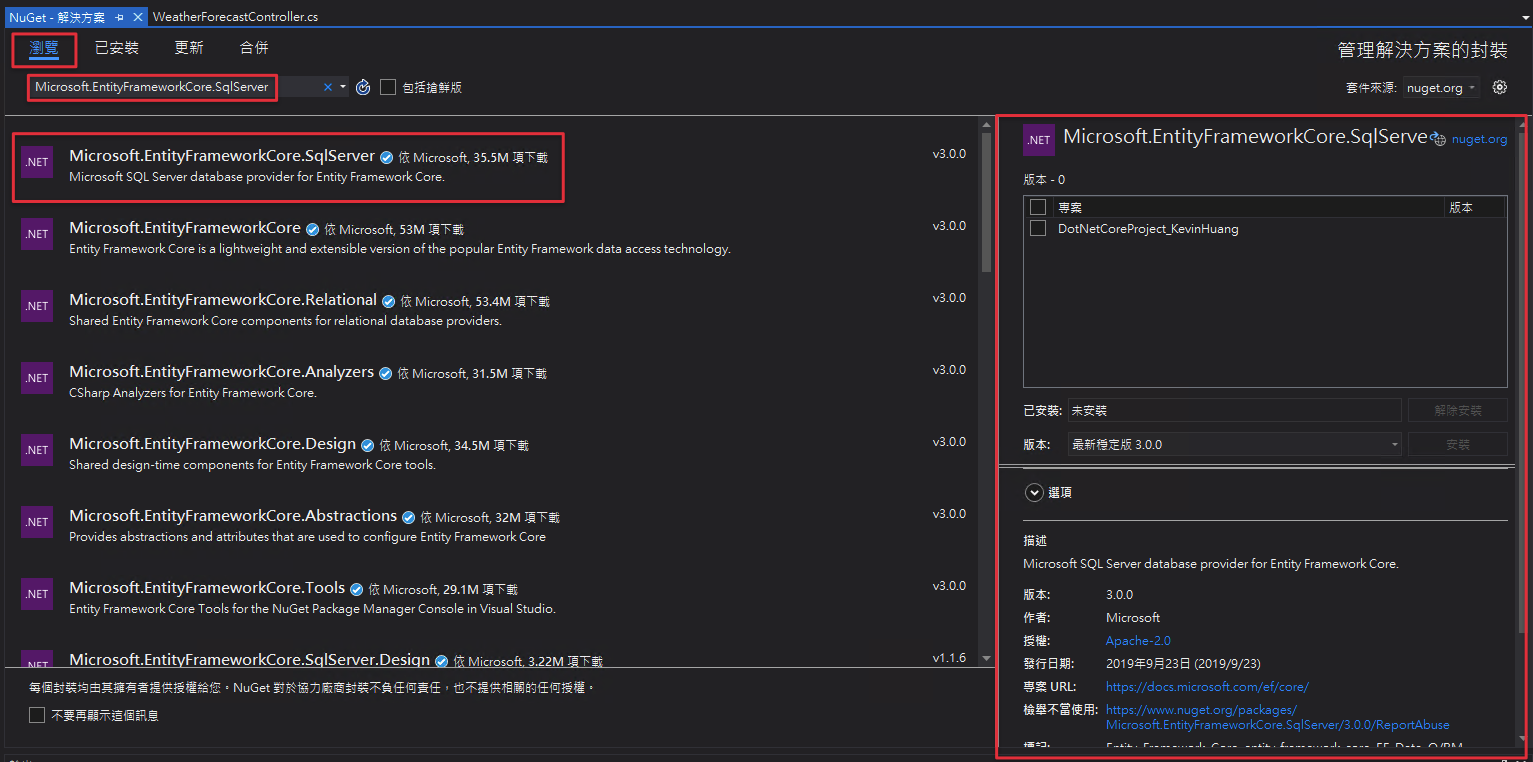 NuGet - 解決方案
WeatherForecastController.cs
瀏覽 已安裝 更新 合併
管理解決方案的封裝
Microsoft.EntityFrameworkCore.SqlServer
包括搶鮮版
套件來源: nuget.org
.NET
Microsoft.EntityFrameworkCore.SqlServer 依 Microsoft, 35.5M 項下載
v3.0.0
Microsoft SQL Server database provider for Entity Framework Core.
.NET
Microsoft.EntityFrameworkCore 依 Microsoft, 53M 項下載
v3.0.0
Entity Framework Core is a lightweight and extensible version of the popular Entity Framework data access technology.
.NET
Microsoft.EntityFrameworkCore.Relational 依 Microsoft, 53.4M 項下載
v3.0.0
Shared Entity Framework Core components for relational database providers.
.NET
Microsoft.EntityFrameworkCore.Analyzers 依 Microsoft, 31.5M 項下載
v3.0.0
CSharp Analyzers for Entity Framework Core.
.NET
Microsoft.EntityFrameworkCore.Design 依 Microsoft, 34.5M 項下載
v3.0.0
Shared design-time components for Entity Framework Core tools.
.NET
Microsoft.EntityFrameworkCore.Abstractions 依 Microsoft, 32M 項下載
v3.0.0
Provides abstractions and attributes that are used to configure Entity Framework Core
.NET
Microsoft.EntityFrameworkCore.Tools 依 Microsoft, 29.1M 項下載
v3.0.0
Entity Framework Core Tools for the NuGet Package Manager Console in Visual Studio.
.NET
Microsoft.EntityFrameworkCore.SqlServer.Design 依 Microsoft, 3.22M 項下載
v1.1.6
每個封裝均由其擁有者提供授權給您。NuGet 對於協力廠商封裝不負任何責任，也不提供相關的任何授權。
不要再顯示這個訊息
.NET
Microsoft.EntityFrameworkCore.SqlServe
nuget.org
版本 - 0
專案 版本
DotNetCoreProject_KevinHuang
已安裝: 未安裝 解除安裝
版本: 最新穩定版 3.0.0 安裝
選項
描述
Microsoft SQL Server database provider for Entity Framework Core.
版本: 3.0.0
作者: Microsoft
授權: Apache-2.0
發行日期: 2019年9月23日 (2019/9/23)
專案 URL: https://docs.microsoft.com/ef/core/
檢舉不當使用: https://www.nuget.org/packages/
Microsoft.EntityFrameworkCore.SqlServer/3.0.0/ReportAbuse